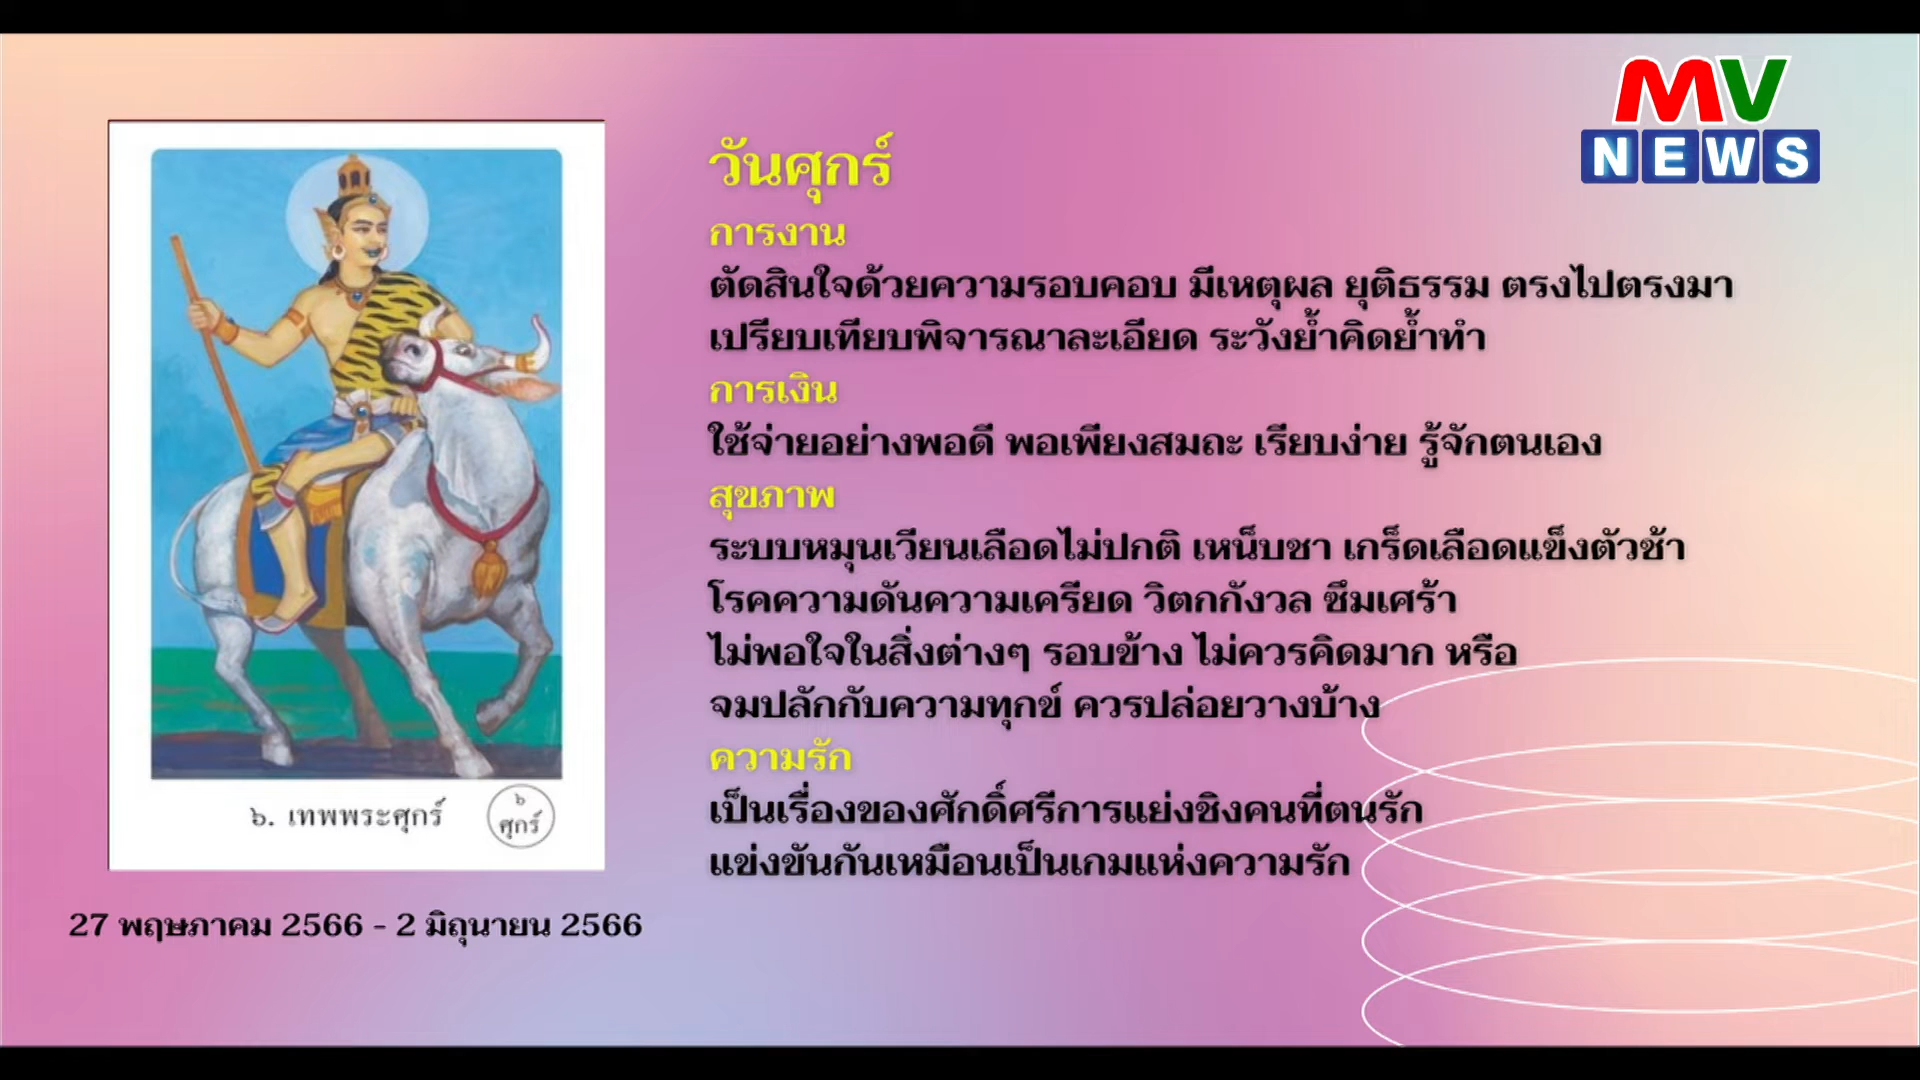 MV
NEWS
วันศุกร์
การงาน
ตัดสินใจด้วยความรอบคอบ มีเหตุผล ยุติธรรม ตรงไปตรงมา
เปรียบเทียบพิจารณาละเอียด ระวังย้ำคิดย้ำทำ
การเงิน
ใช้จ่ายอย่างพอดี พอเพียงสมถะ เรียบง่าย รู้จักตนเอง
สุขภาพ
ระบบหมุนเวียนเลือดไม่ปกติ เหน็บชา เกร็ดเลือดแข็งตัวช้า
โรคความดันความเครียด วิตกกังวล ซึมเศร้า
ไม่พอใจในสิ่งต่างๆ รอบข้าง ไม่ควรคิดมาก หรือ
จมปลักกับความทุกข์ ควรปล่อยวางบ้าง
ความรัก
เป็นเรื่องของศักดิ์ศรีการแย่งชิงคนที่ตนรัก
แข่งขันกันเหมือนเป็นเกมแห่งความรัก
๖. เทพพระศุกร์
๖
ศุกร์
27 พฤษภาคม 2566 - 2 มิถุนายน 2566